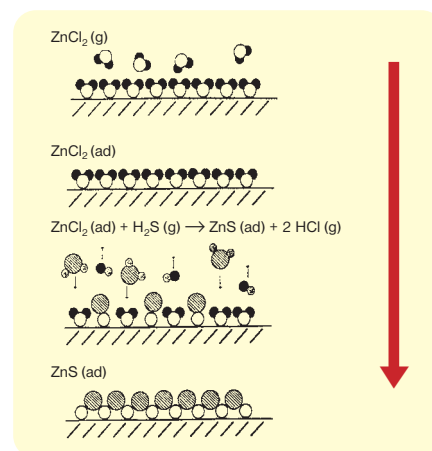 ZnCl₂ (g)
ZnCl₂ (ad)
ZnCl₂ (ad) + H₂S (g) → ZnS (ad) + 2 HCl (g)
ZnS (ad)